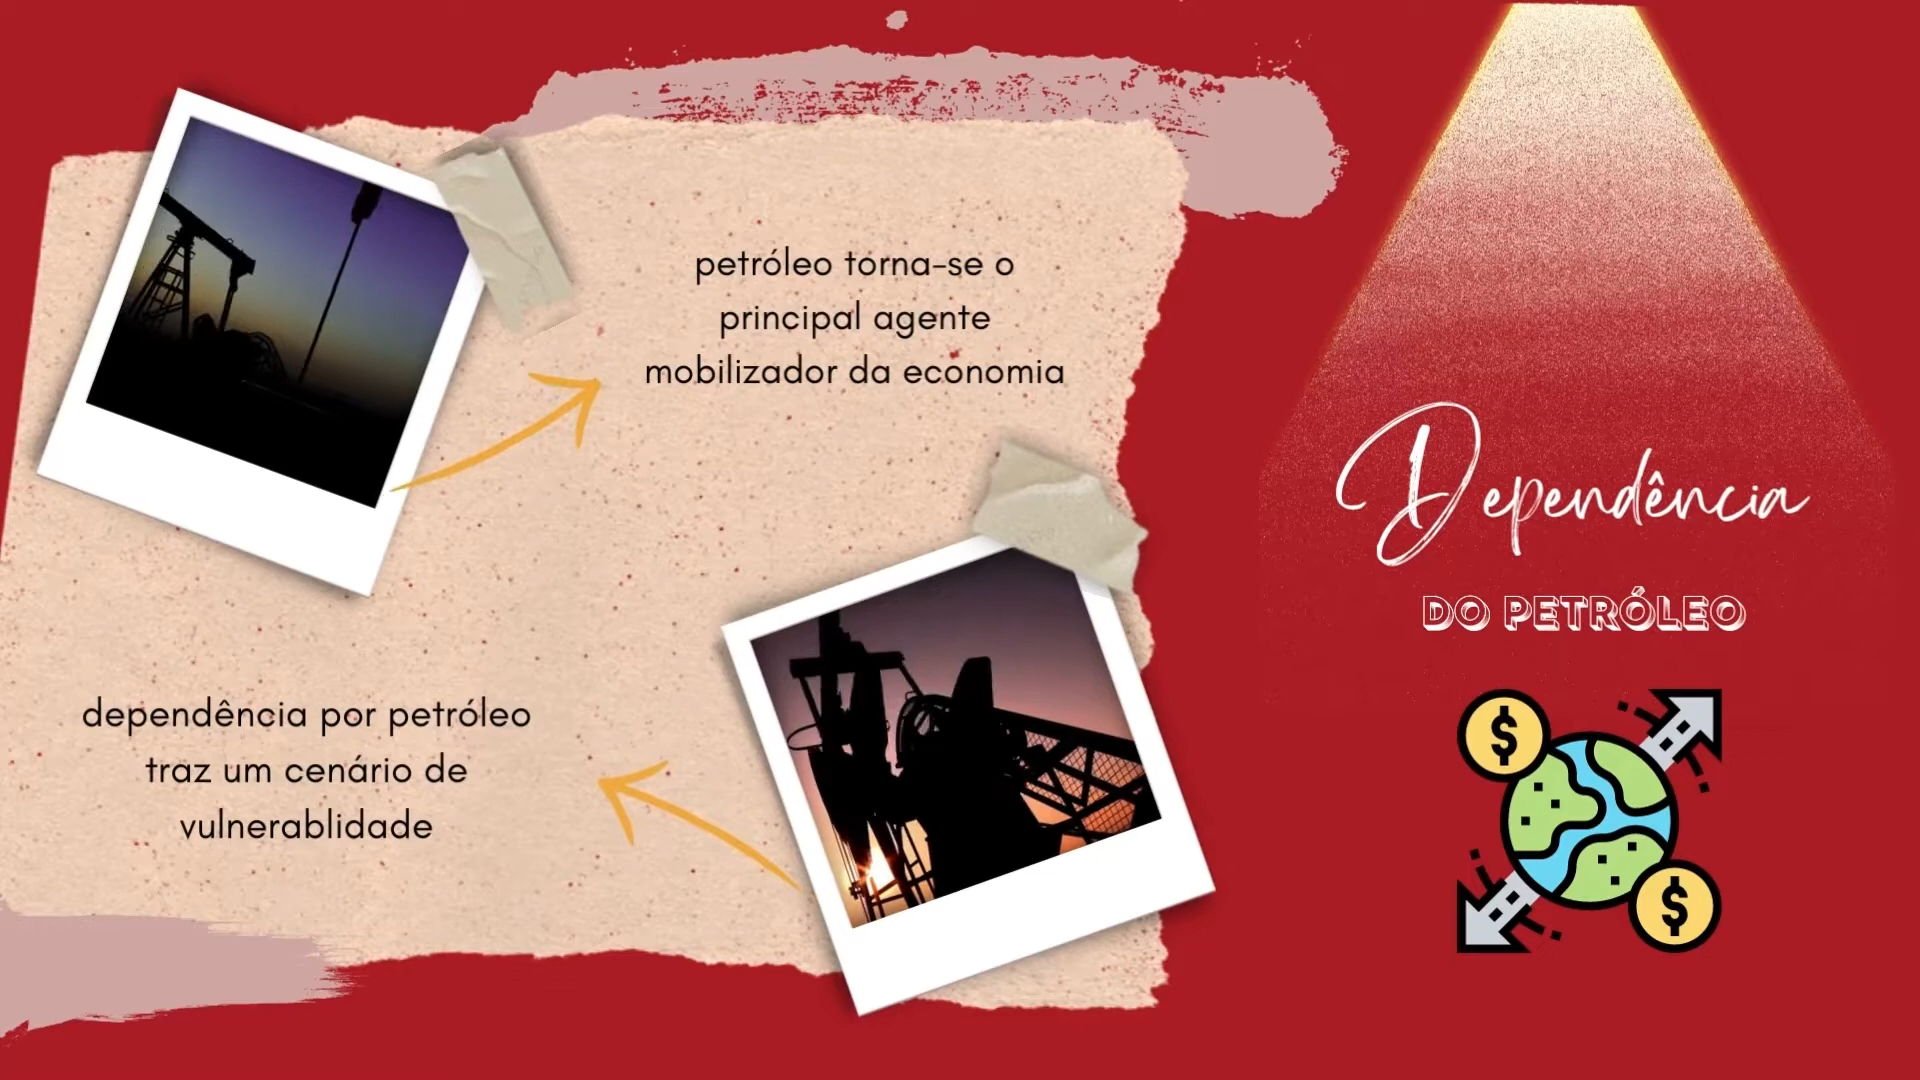 petróleo torna-se o
principal agente
mobilizador da economia
dependência por petróleo
traz um cenário de
vulnerablidade
Dependência
DO PETRÓLEO
$
$